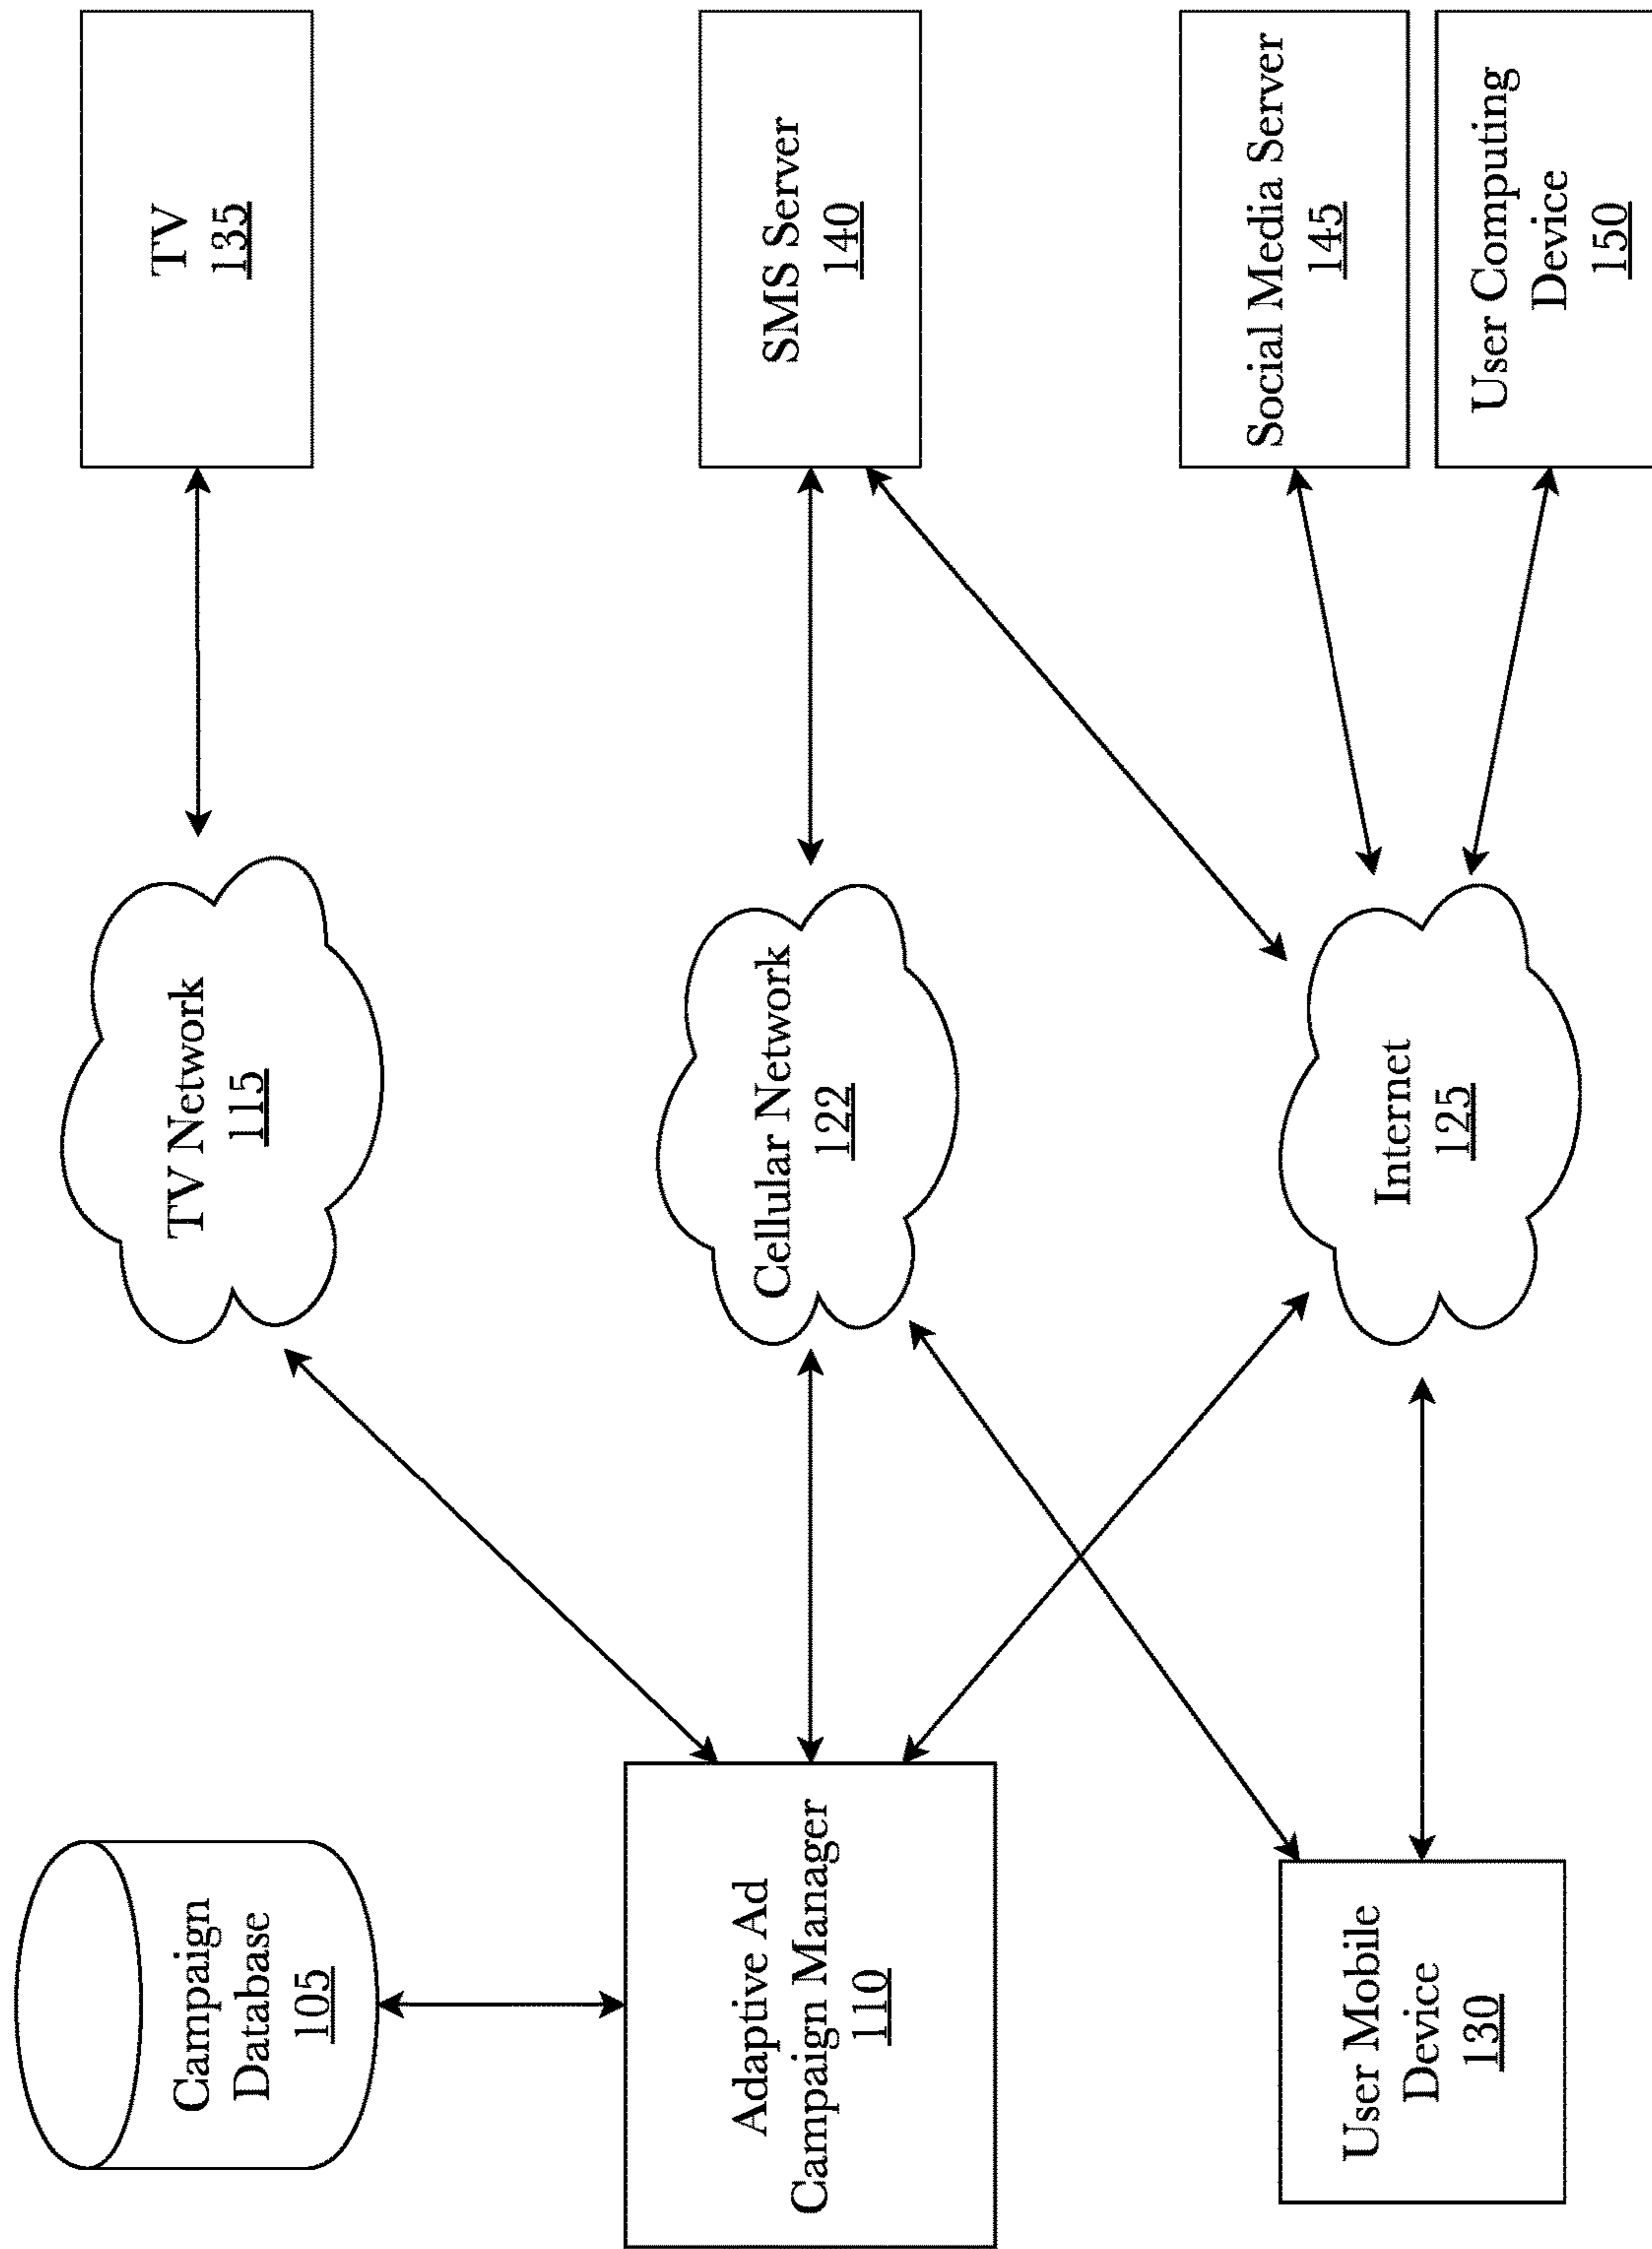 Campaign
Database
105
TV Network
115
TV
135
Adaptive Ad
Campaign Manager
110
Cellular Network
122
SMS Server
140
User Mobile
Device
130
Internet
125
Social Media Server
145
User Computing
Device
150